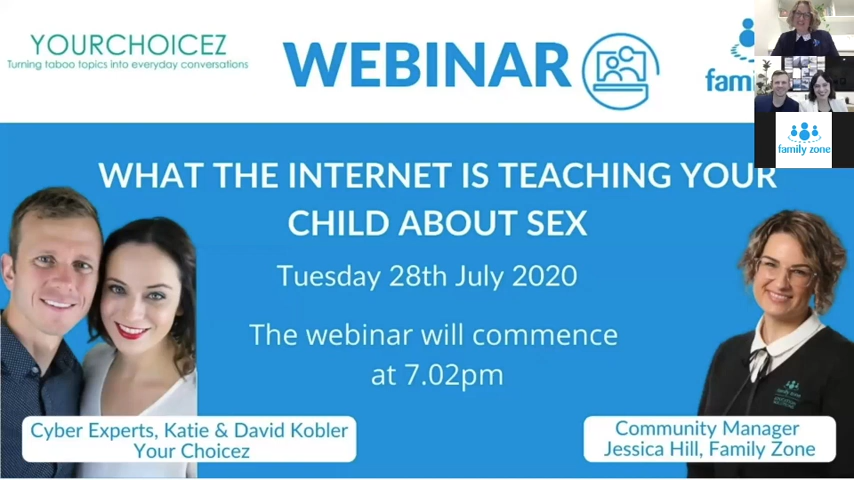 YOURCHOICEZ
Turning taboo topics into everyday conversations
WEBINAR
family zone
WHAT THE INTERNET IS TEACHING YOUR
CHILD ABOUT SEX
Tuesday 28th July 2020
The webinar will commence
at 7.02pm
Cyber Experts, Katie & David Kobler
Your Choicez
Community Manager
Jessica Hill, Family Zone
family zone